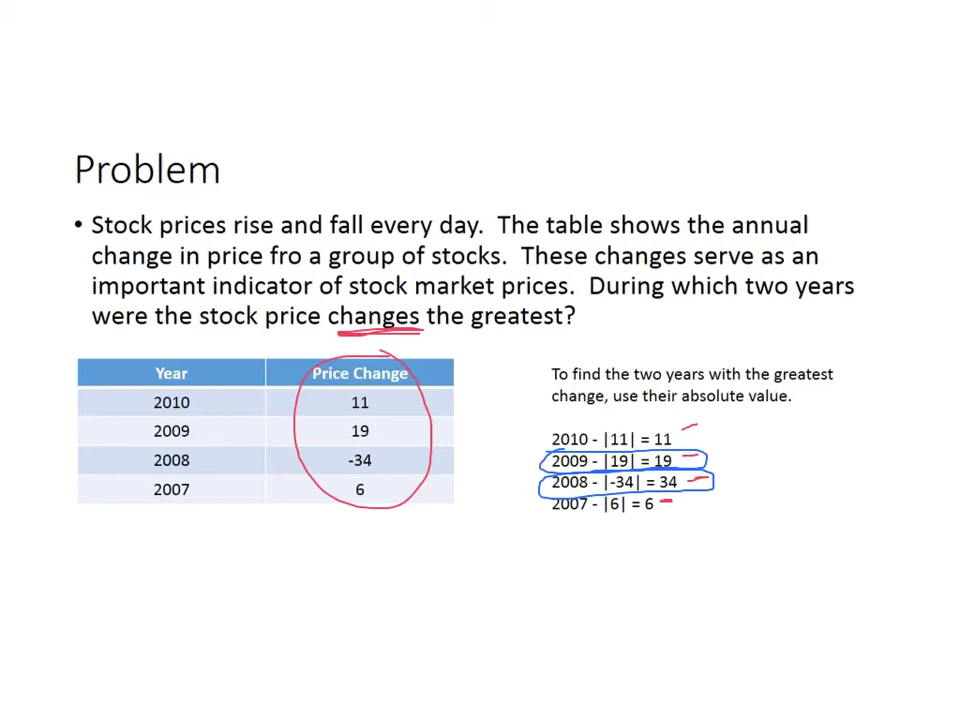 Problem
• Stock prices rise and fall every day. The table shows the annual
change in price fro a group of stocks. These changes serve as an
important indicator of stock market prices. During which two years
were the stock price changes the greatest?
Year Price Change
2010 11
2009 19
2008 -34
2007 6
To find the two years with the greatest
change, use their absolute value.
2010 - |11| = 11
2009 - |19| = 19
2008 - |-34| = 34
2007 - |6| = 6